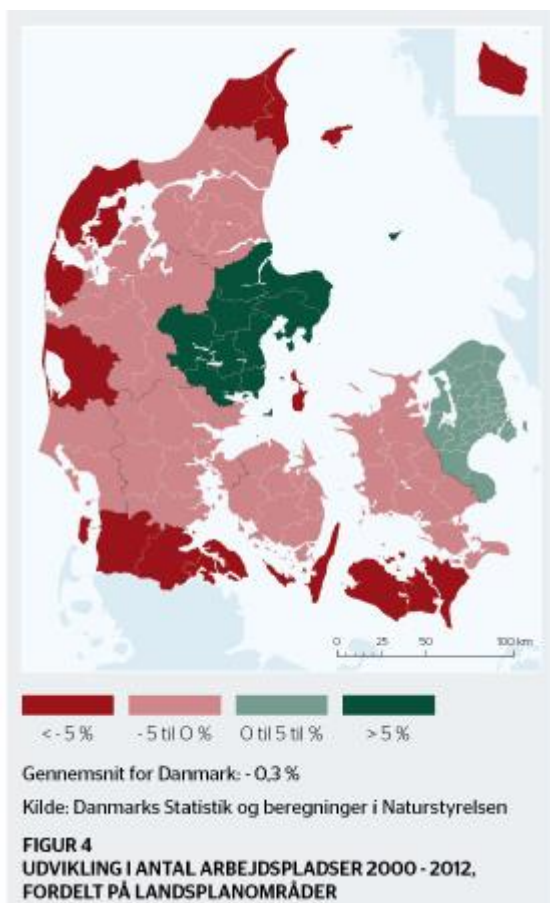 0 25 50 100 km
< - 5 % - 5 til 0 % 0 til 5 til % > 5 %
Gennemsnit for Danmark: - 0,3 %
Kilde: Danmarks Statistik og beregninger i Naturstyrelsen
FIGUR 4
UDVIKLING I ANTAL ARBEJDSPLADSER 2000 - 2012,
FORDELT PÅ LANDSPLANOMRÅDER